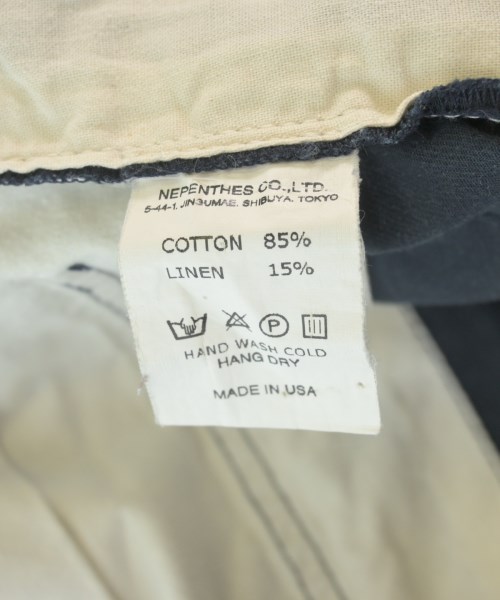 NEPENTHES CO.,LTD.
5-44-1, JINGUMAE, SHIBUYA, TOKYO
COTTON 85%
LINEN 15%
P
HAND WASH COLD
HANG DRY
MADE IN USA